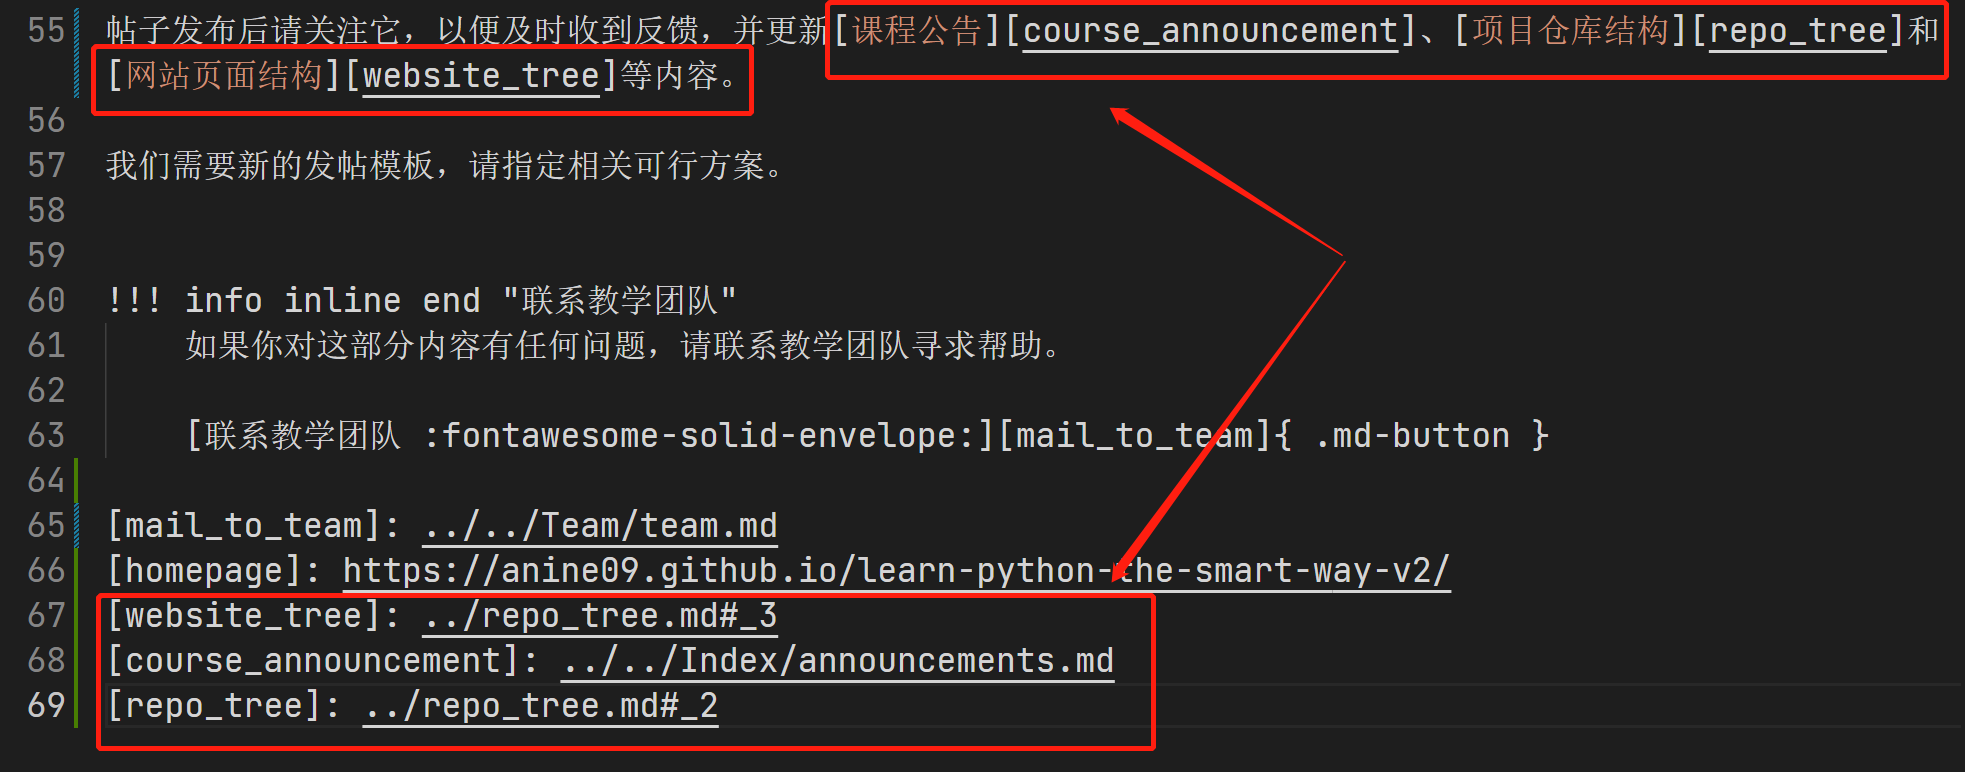 55 帖子发布后请关注它，以便及时收到反馈，并更新[课程公告][course_announcement]、[项目仓库结构][repo_tree]和
[网站页面结构][website_tree]等内容。
56
57 我们需要新的发帖模板，请指定相关可行方案。
58
59
60 !!! info inline end "联系教学团队"
61 如果你对这部分内容有任何问题，请联系教学团队寻求帮助。
62
63 [联系教学团队 :fontawesome-solid-envelope:][mail_to_team]{ .md-button }
64
65 [mail_to_team]: ../../Team/team.md
66 [homepage]: https://anine09.github.io/learn-python-the-smart-way-v2/
67 [website_tree]: ../repo_tree.md#_3
68 [course_announcement]: ../../Index/announcements.md
69 [repo_tree]: ../repo_tree.md#_2